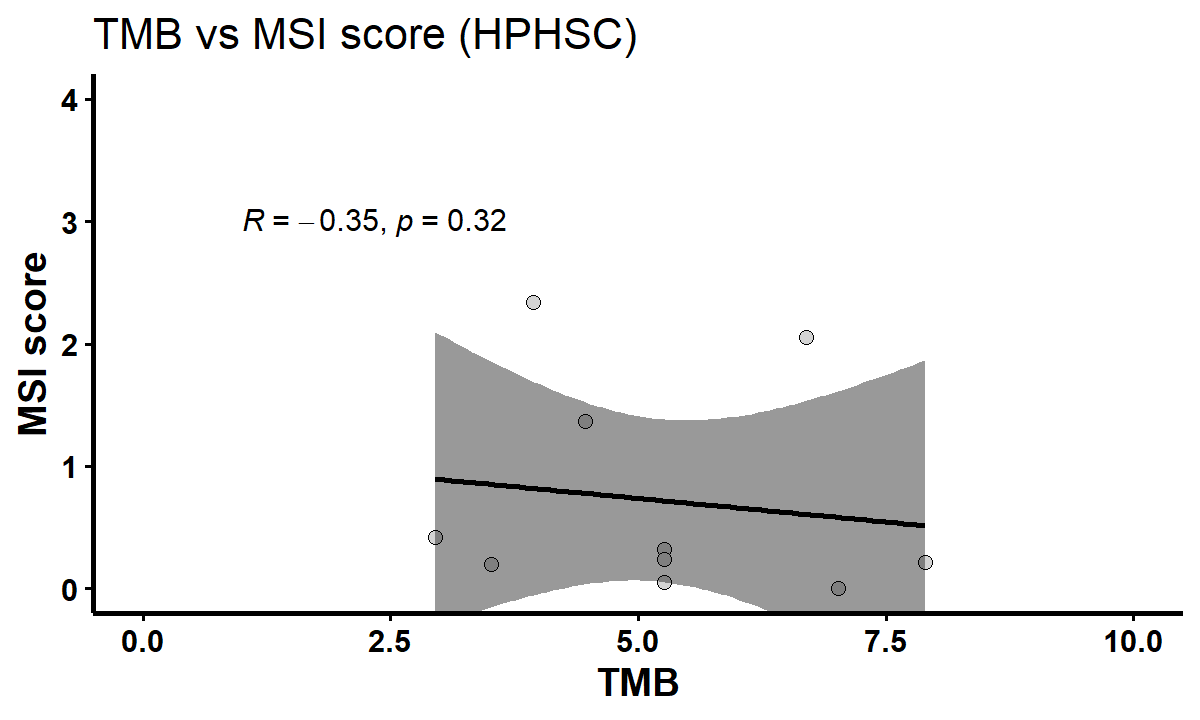 TMB vs MSI score (HPHSC)
4
R = −0.35, p = 0.32
3
2
1
0
MSI score
0.0 2.5 5.0 7.5 10.0
TMB